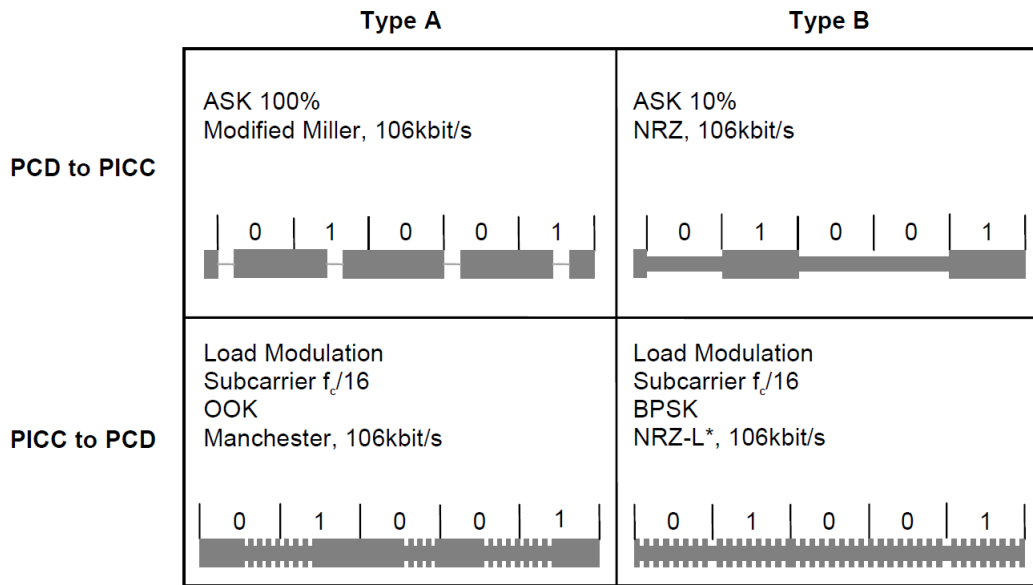 Type A
Type B
PCD to PICC
ASK 100%
Modified Miller, 106kbit/s
0 1 0 0 1
ASK 10%
NRZ, 106kbit/s
0 1 0 0 1
PICC to PCD
Load Modulation
Subcarrier fc/16
OOK
Manchester, 106kbit/s
0 1 0 0 1
Load Modulation
Subcarrier fc/16
BPSK
NRZ-L*, 106kbit/s
0 1 0 0 1